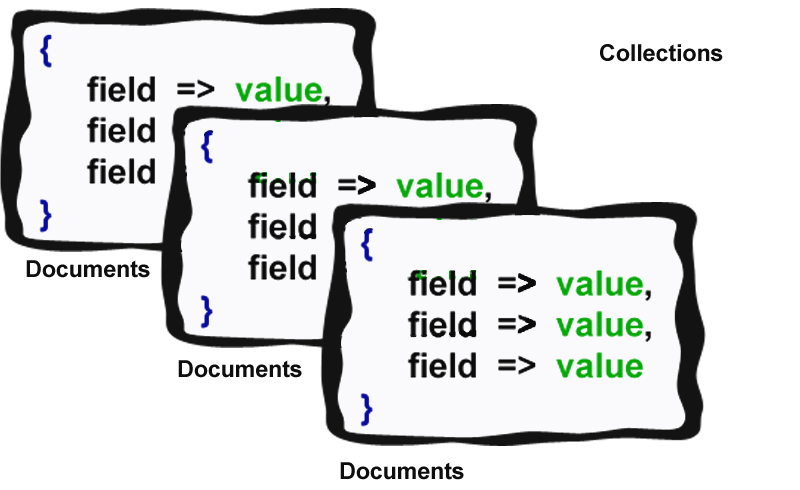 Collections
{
field => value,
field
field
}
Documents
{
field => value,
field
field
}
Documents
{
field => value,
field => value,
field => value
}
Documents